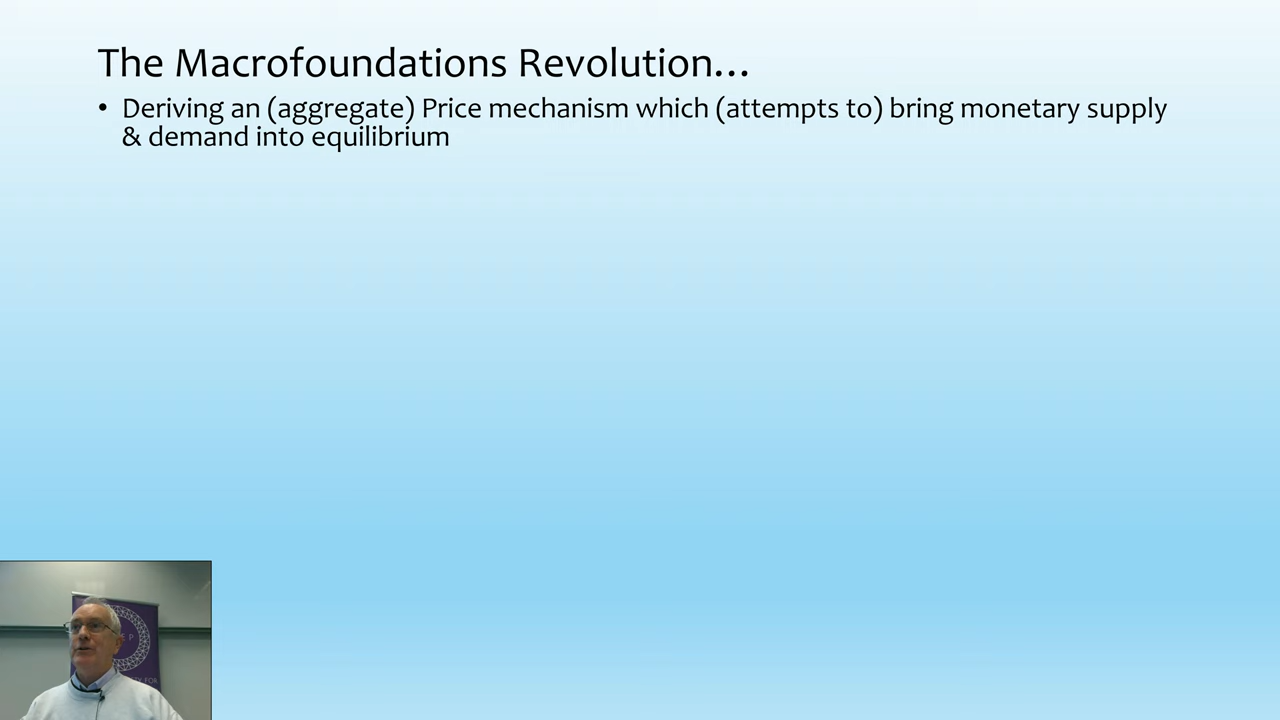 The Macrofoundations Revolution…
• Deriving an (aggregate) Price mechanism which (attempts to) bring monetary supply
& demand into equilibrium